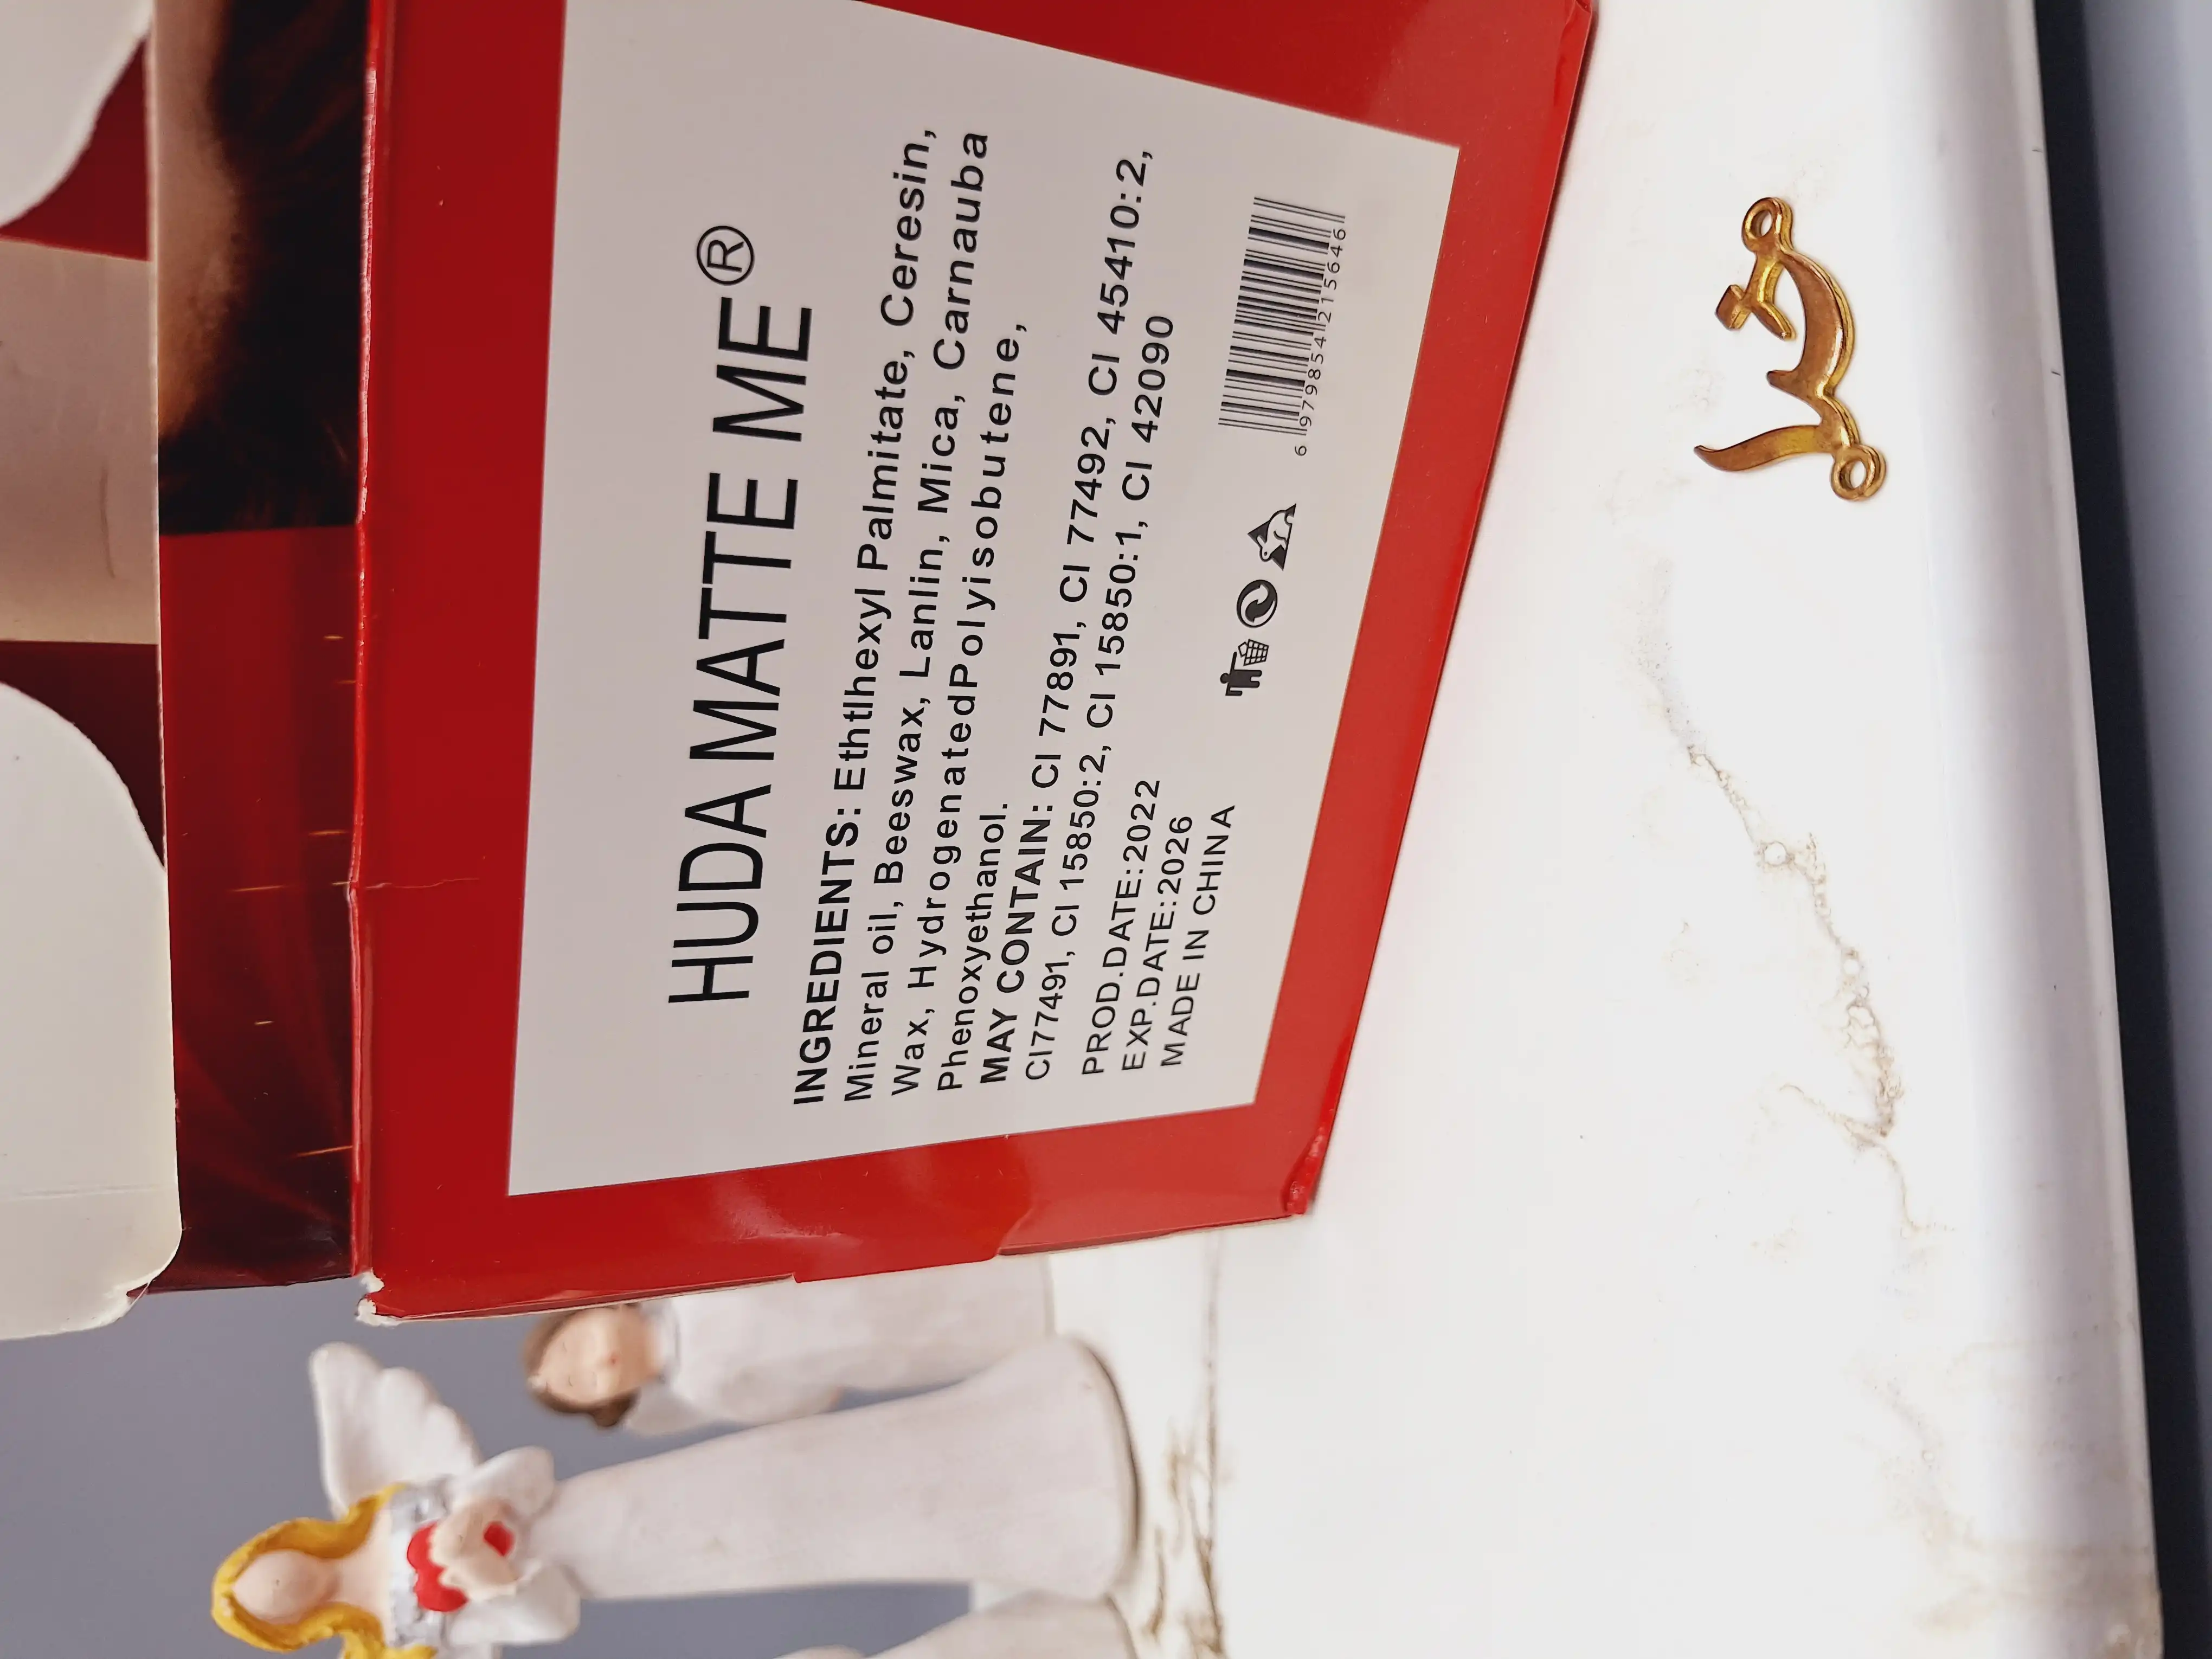 HUDA MATTE ME®
INGREDIENTS: Ethtlhexyl Palmitate, Ceresin,
Mineral oil, Beeswax, Lanlin, Mica, Carnauba
Wax, HydrogenatedPolyisobutene,
Phenoxyethanol.
MAY CONTAIN: CI 77891, CI 77492, CI 45410:2,
CI77491, CI 15850:2, CI 15850:1, CI 42090
PROD.DATE:2022
EXP.DATE:2026
MADE IN CHINA
6 979854 215646